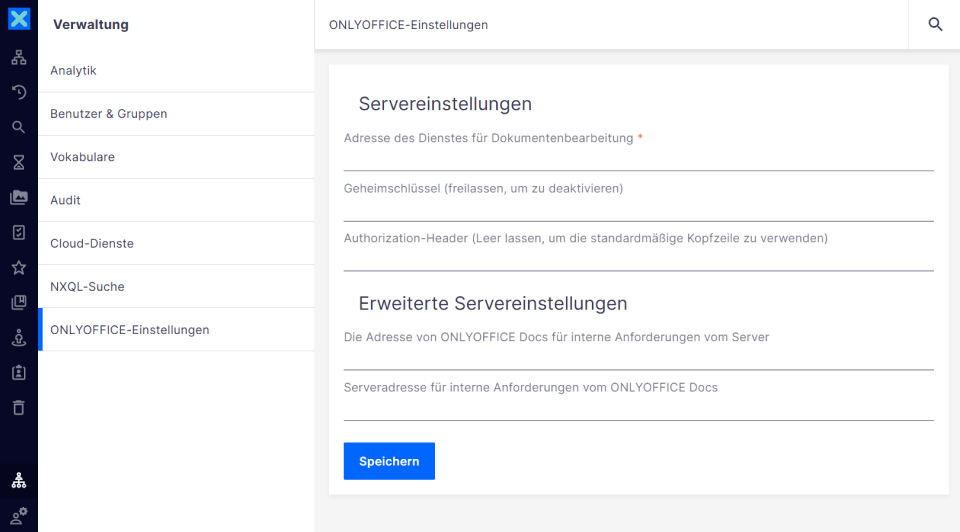 Verwaltung
Analytik
Benutzer & Gruppen
Vokabulare
Audit
Cloud-Dienste
NXQL-Suche
ONLYOFFICE-Einstellungen
ONLYOFFICE-Einstellungen
Servereinstellungen
Adresse des Dienstes für Dokumentenbearbeitung *
Geheimschlüssel (freilassen, um zu deaktivieren)
Authorization-Header (Leer lassen, um die standardmäßige Kopfzeile zu verwenden)
Erweiterte Servereinstellungen
Die Adresse von ONLYOFFICE Docs für interne Anforderungen vom Server
Serveradresse für interne Anforderungen vom ONLYOFFICE Docs
Speichern